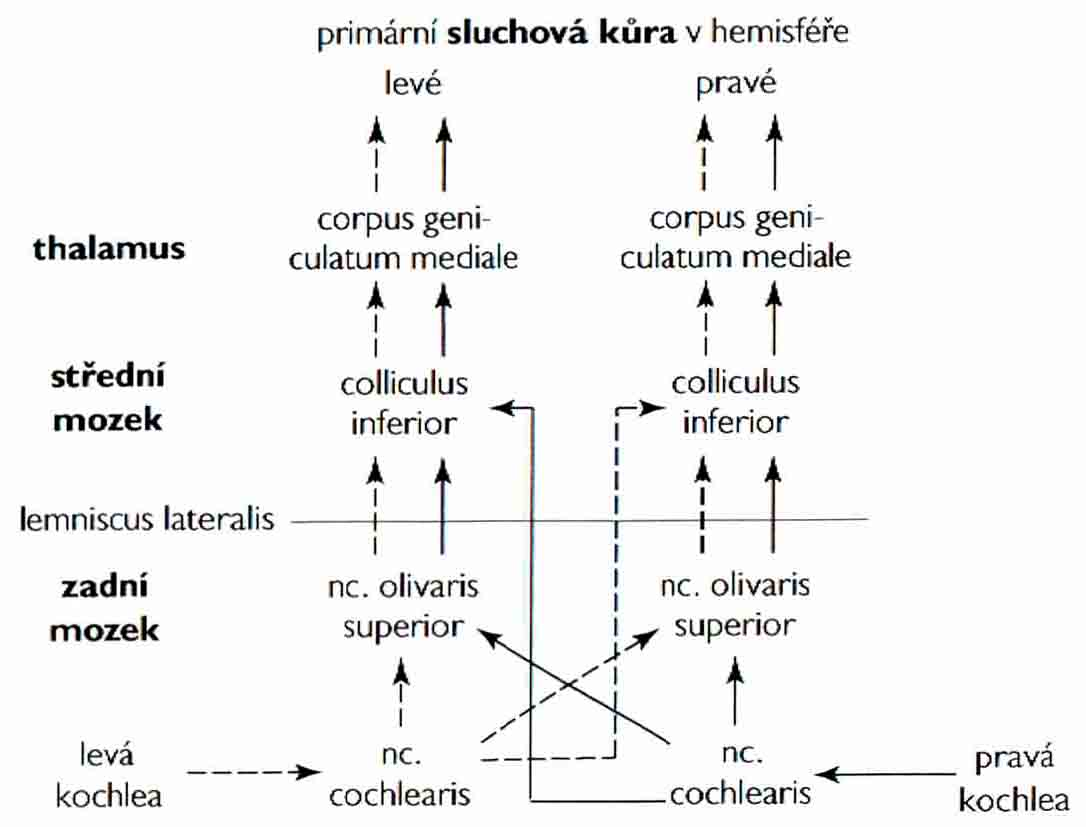 primární sluchová kůra v hemisféře
levé
pravé
thalamus
corpus geni-
culatum mediale
corpus geni-
culatum mediale
střední
mozek
colliculus
inferior
colliculus
inferior
lemniscus lateralis
zadní
mozek
nc. olivaris
superior
nc. olivaris
superior
levá
kochlea
nc.
cochlearis
nc.
cochlearis
pravá
kochlea